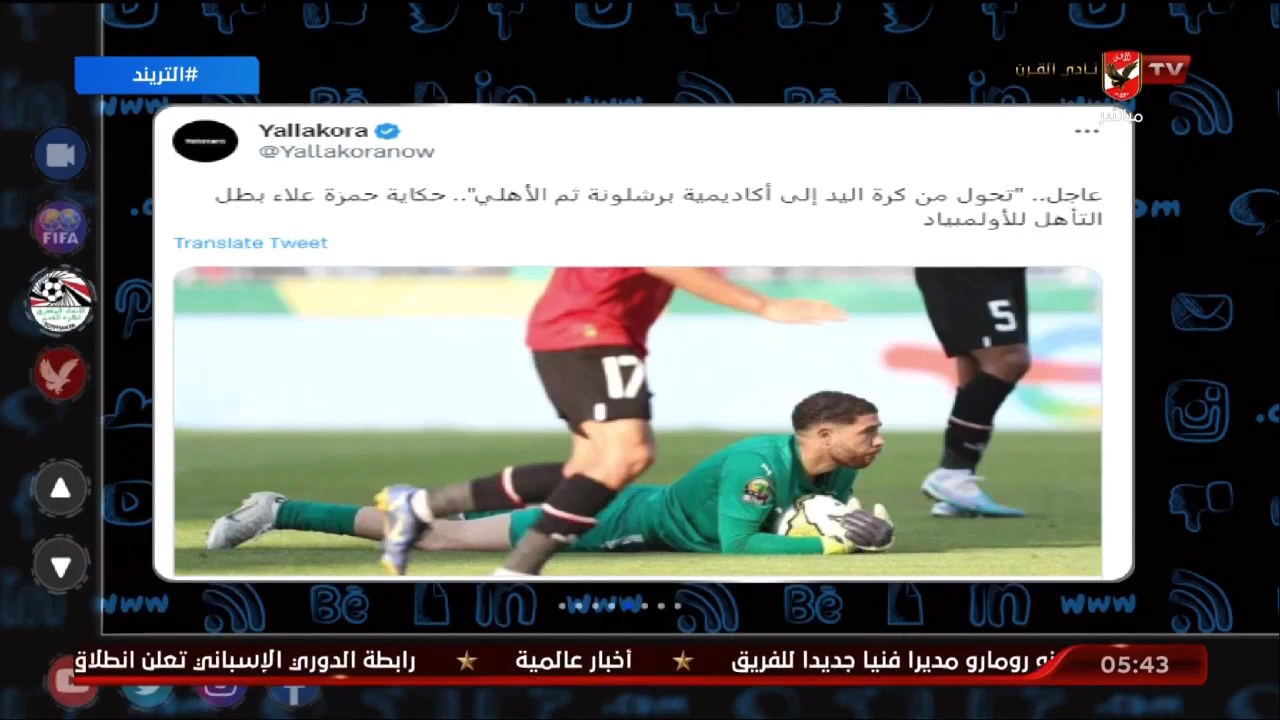 #التريند
نادي القرن
TV
مباشر
Yallakora
@Yallakoranow
عاجل.. "تحول من كرة اليد إلى أكاديمية برشلونة ثم الأهلي".. حكاية حمزة علاء بطل
التأهل للأولمبياد
Translate Tweet
FIFA
17
5
رومارو مديرا فنيا جديدا للفريق ★ أخبار عالمية ★ رابطة الدوري الإسباني تعلن انطلاق
05:43